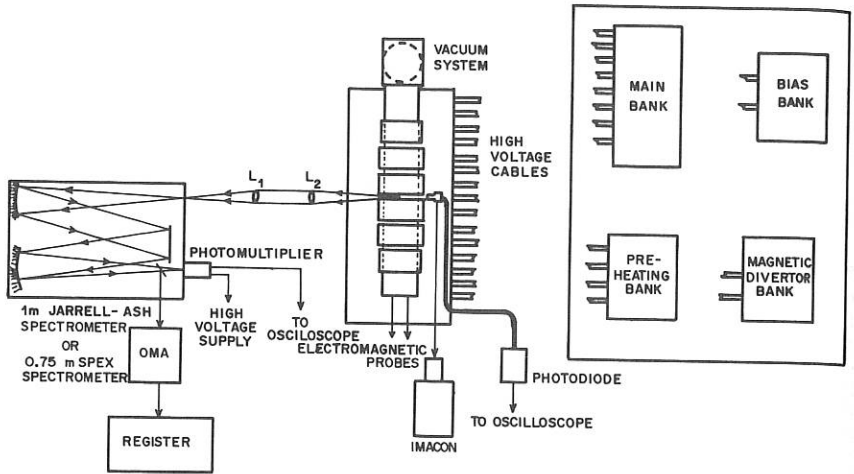 VACUUM
SYSTEM
MAIN
BANK
BIAS
BANK
HIGH
VOLTAGE
CABLES
L1
L2
PHOTOMULTIPLIER
PRE-
HEATING
BANK
MAGNETIC
DIVERTOR
BANK
1m JARRELL-ASH
SPECTROMETER
OR
0.75 m SPEX
SPECTROMETER
HIGH
VOLTAGE
SUPPLY
TO
OSCILOSCOPE
ELECTROMAGNETIC
PROBES
OMA
PHOTODIODE
TO OSCILLOSCOPE
IMACON
REGISTER